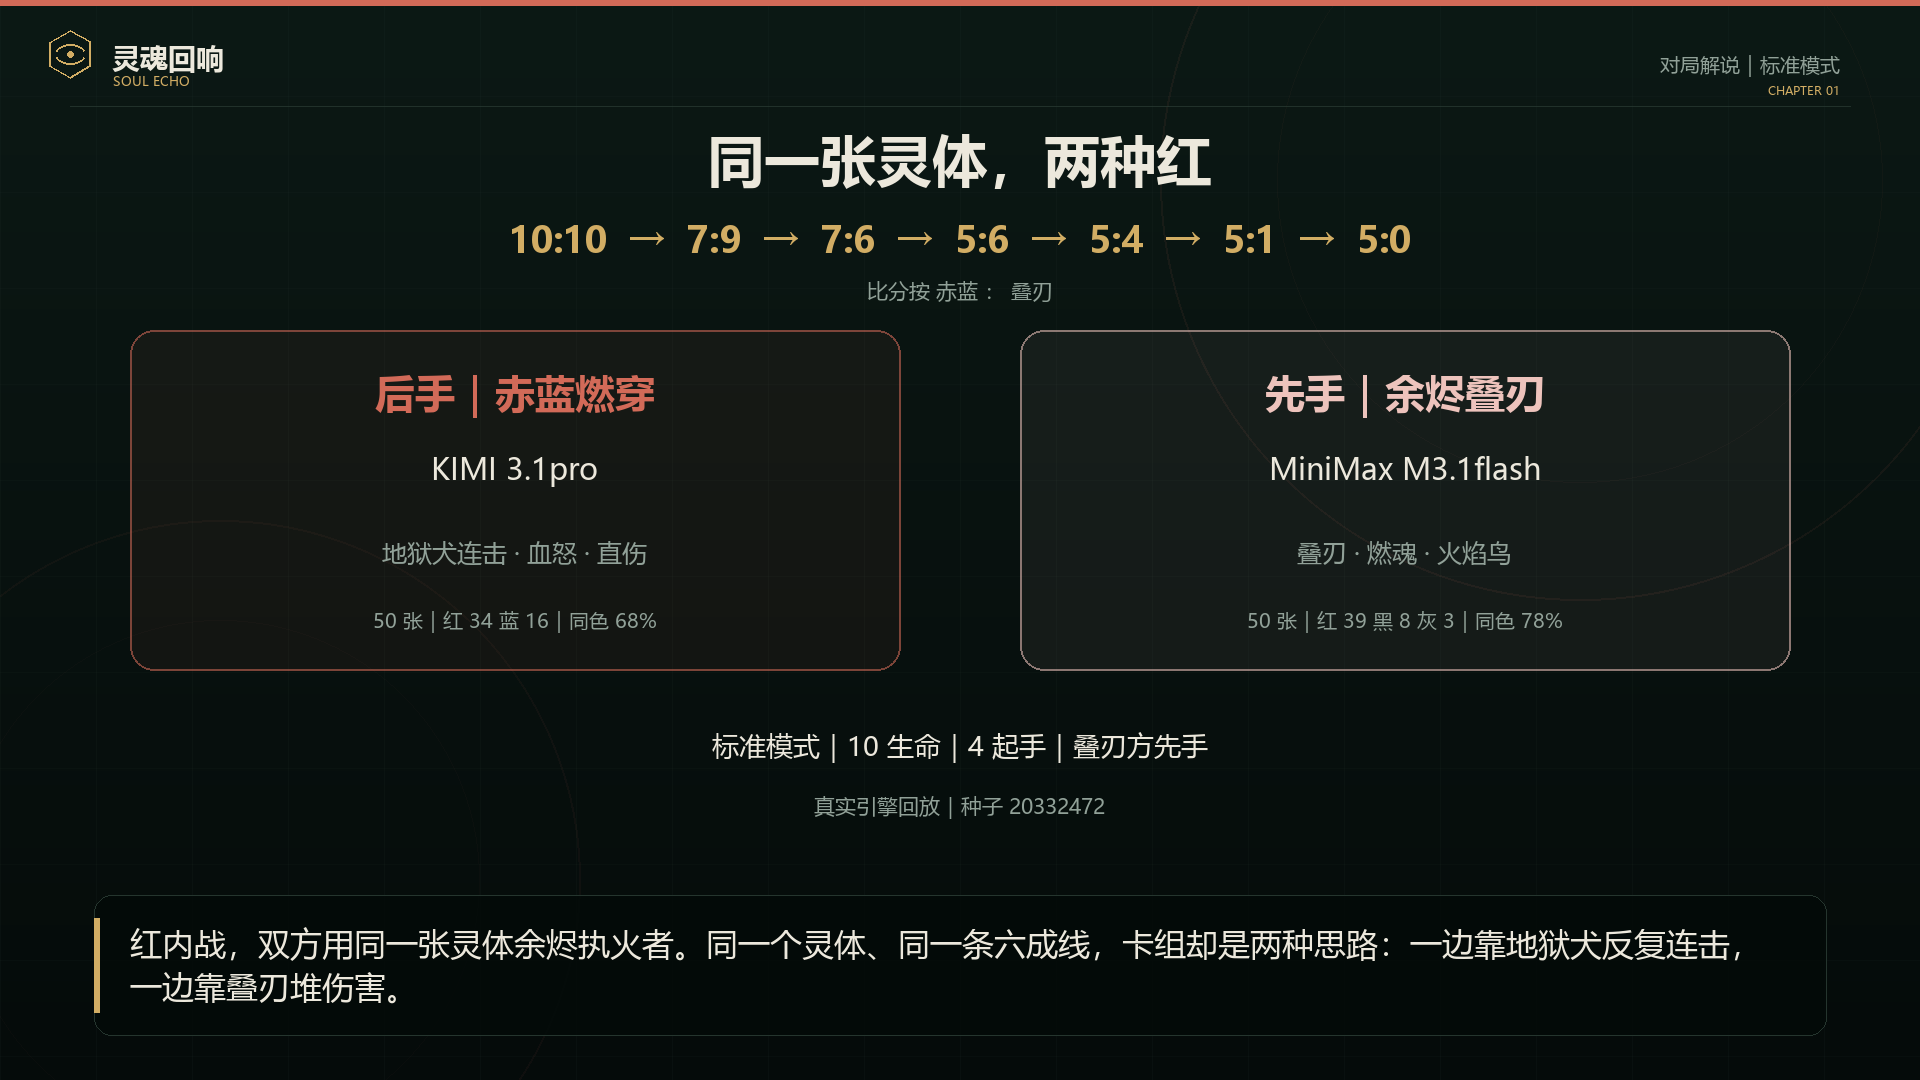 灵魂回响
SOUL ECHO
对局解说｜标准模式
CHAPTER 01
同一张灵体，两种红
10:10 → 7:9 → 7:6 → 5:6 → 5:4 → 5:1 → 5:0
比分按 赤蓝 ： 叠刃
后手｜赤蓝燃穿
KIMI 3.1pro
地狱犬连击 · 血怒 · 直伤
50 张｜红 34 蓝 16｜同色 68%
先手｜余烬叠刃
MiniMax M3.1flash
叠刃 · 燃魂 · 火焰鸟
50 张｜红 39 黑 8 灰 3｜同色 78%
标准模式｜10 生命｜4 起手｜叠刃方先手
真实引擎回放｜种子 20332472
红内战，双方用同一张灵体余烬执火者。同一个灵体、同一条六成线，卡组却是两种思路：一边靠地狱犬反复连击，
一边靠叠刃堆伤害。